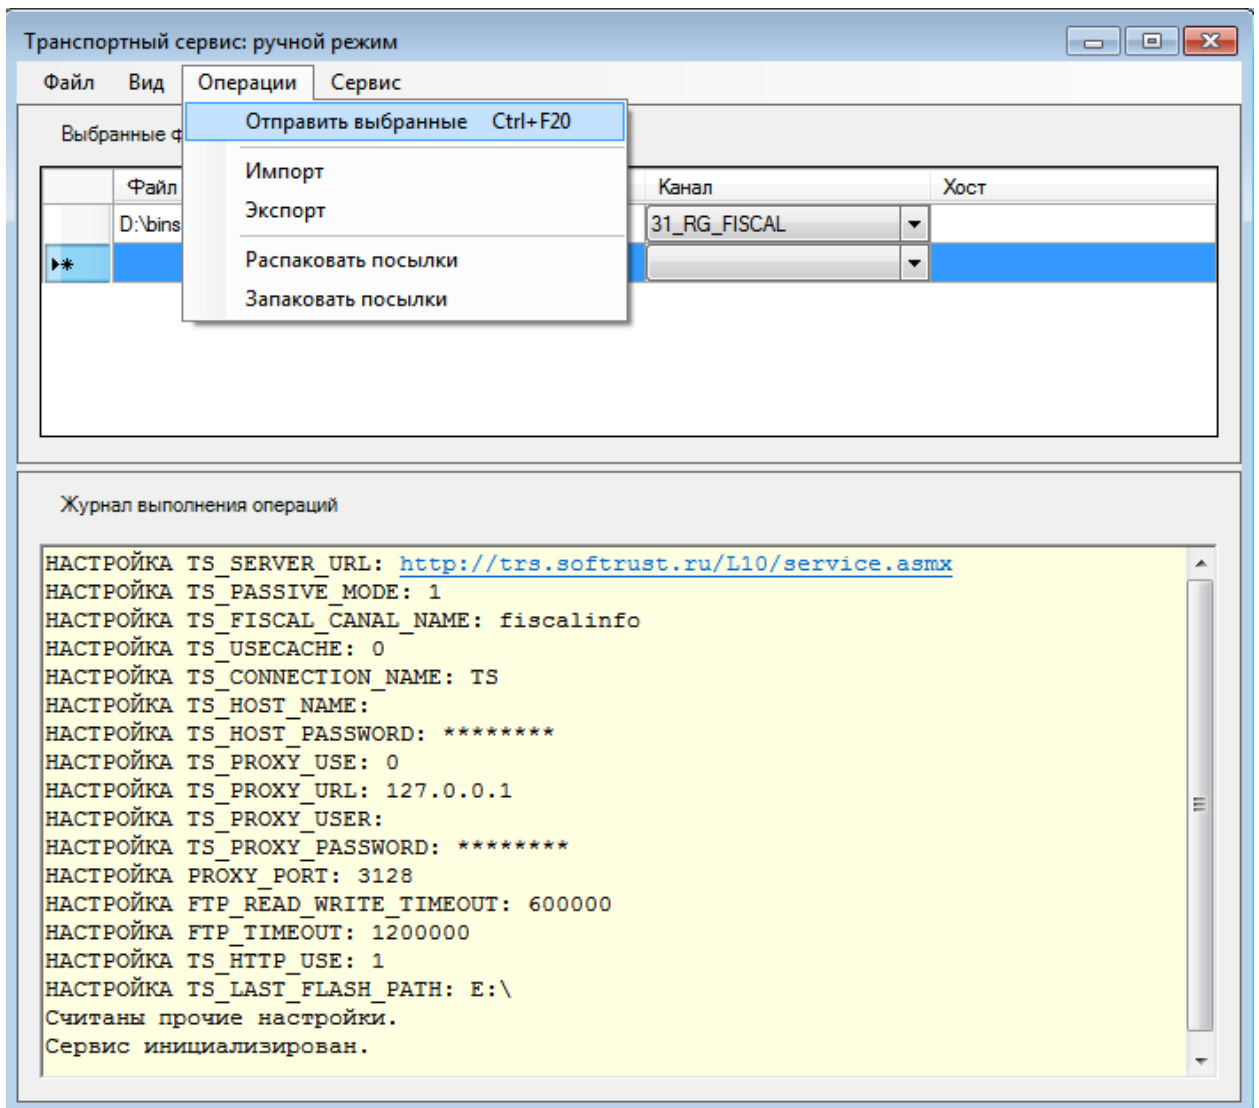 Транспортный сервис: ручной режим
Файл Вид Операции Сервис
Отправить выбранные Ctrl+F20
Импорт
Экспорт
Распаковать посылки
Запаковать посылки
Выбранные ф
Файл Канал Хост
D:\bins 31_RG_FISCAL
Журнал выполнения операций
НАСТРОЙКА TS_SERVER_URL: http://trs.softrust.ru/L10/service.asmx
НАСТРОЙКА TS_PASSIVE_MODE: 1
НАСТРОЙКА TS_FISCAL_CANAL_NAME: fiscalinfo
НАСТРОЙКА TS_USECACHE: 0
НАСТРОЙКА TS_CONNECTION_NAME: TS
НАСТРОЙКА TS_HOST_NAME:
НАСТРОЙКА TS_HOST_PASSWORD: ********
НАСТРОЙКА TS_PROXY_USE: 0
НАСТРОЙКА TS_PROXY_URL: 127.0.0.1
НАСТРОЙКА TS_PROXY_USER:
НАСТРОЙКА TS_PROXY_PASSWORD: ********
НАСТРОЙКА PROXY_PORT: 3128
НАСТРОЙКА FTP_READ_WRITE_TIMEOUT: 600000
НАСТРОЙКА FTP_TIMEOUT: 1200000
НАСТРОЙКА TS_HTTP_USE: 1
НАСТРОЙКА TS_LAST_FLASH_PATH: E:\
Считаны прочие настройки.
Сервис инициализирован.